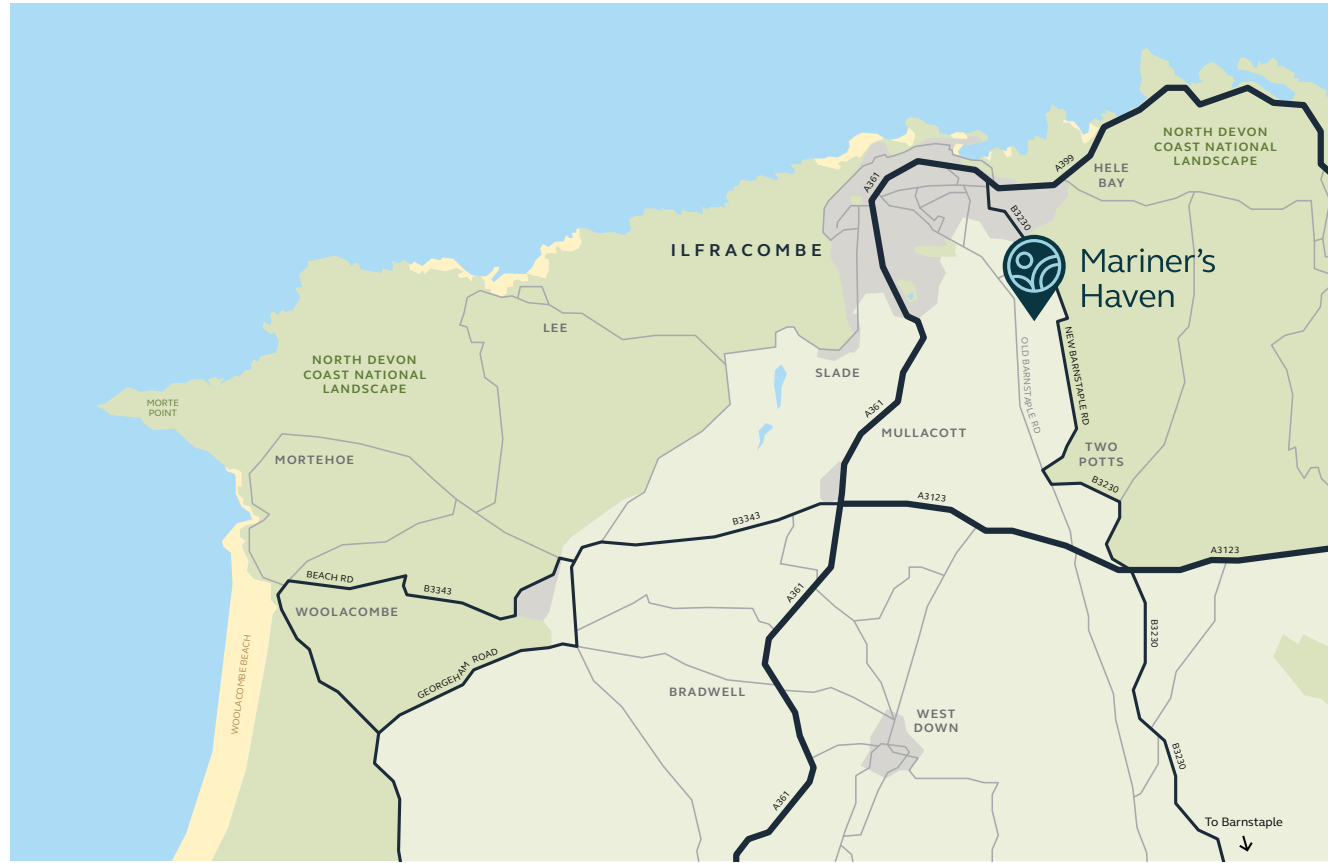 NORTH DEVON
COAST NATIONAL
LANDSCAPE
A399
HELE
BAY
A361
B3230
ILFRACOMBE
Mariner's
Haven
LEE
NORTH DEVON
COAST NATIONAL
LANDSCAPE
SLADE
OLD BARNSTAPLE RD
NEW BARNSTAPLE RD
MORTE
POINT
A361
MULLACOTT
TWO
POTTS
MORTEHOE
B3230
A3123
B3343
A3123
BEACH RD
B3343
A361
WOOLACOMBE
B3230
WOOLACOMBE BEACH
GEORGEHAM ROAD
BRADWELL
WEST
DOWN
B3230
A361
To Barnstaple